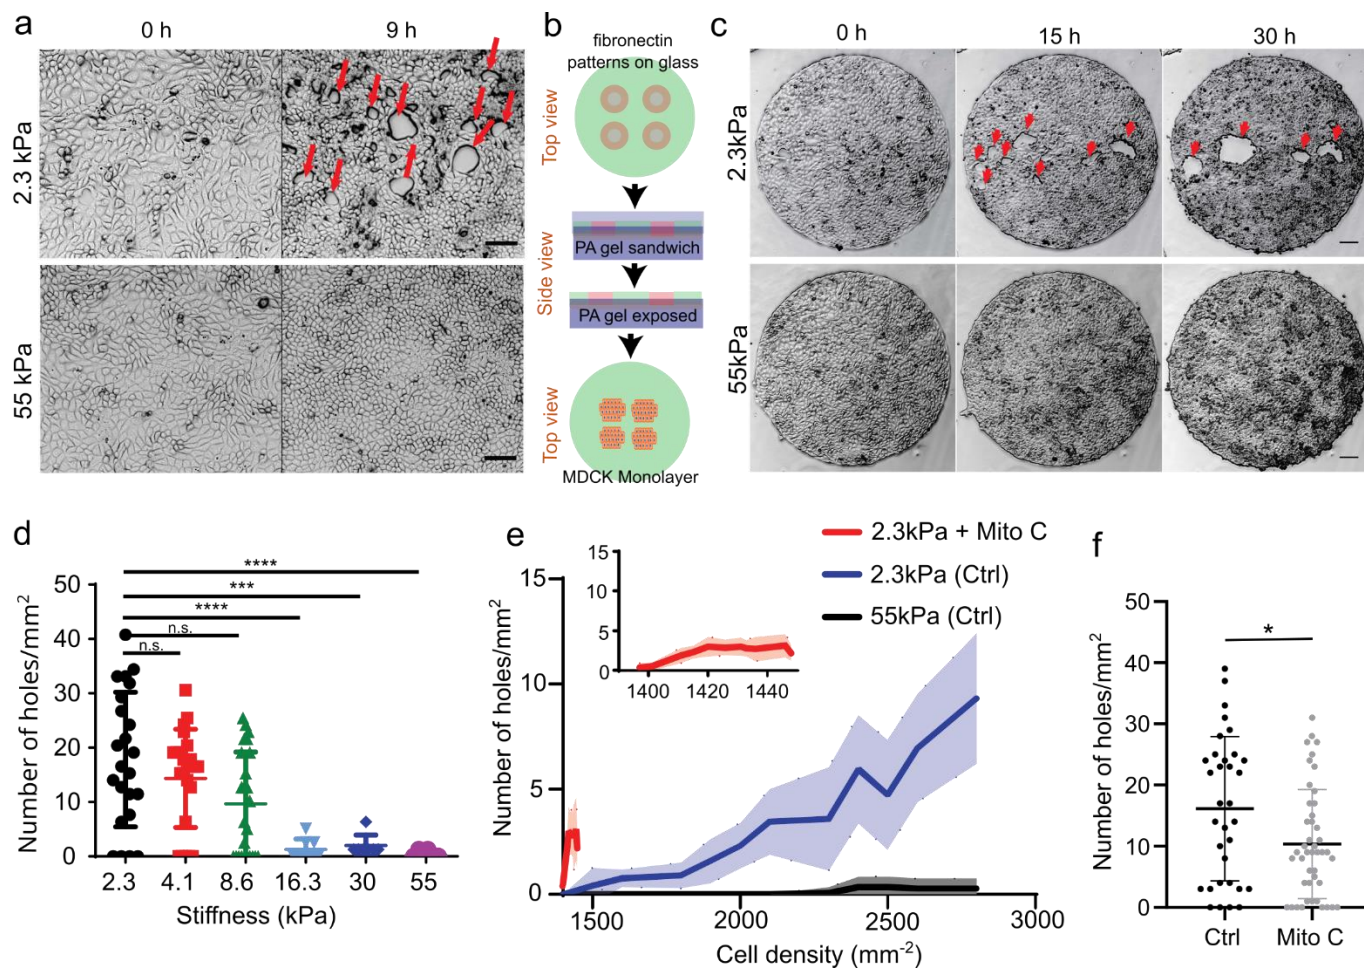 a
0 h
9 h
2.3 kPa
55 kPa
b
fibronectin
patterns on glass
Top view
Side view
PA gel sandwich
PA gel exposed
Top view
MDCK Monolayer
c
0 h
15 h
30 h
2.3kPa
55kPa
d
****
***
****
n.s.
n.s.
Number of holes/mm²
50
40
30
20
10
0
2.3
4.1
8.6
16.3
30
55
Stiffness (kPa)
e
2.3kPa + Mito C
2.3kPa (Ctrl)
55kPa (Ctrl)
Number of holes/mm²
15
10
5
0
15
10
5
0
1400
1420
1440
1500
2000
2500
3000
Cell density (mm⁻²)
f
*
Number of holes/mm²
50
40
30
20
10
0
Ctrl
Mito C